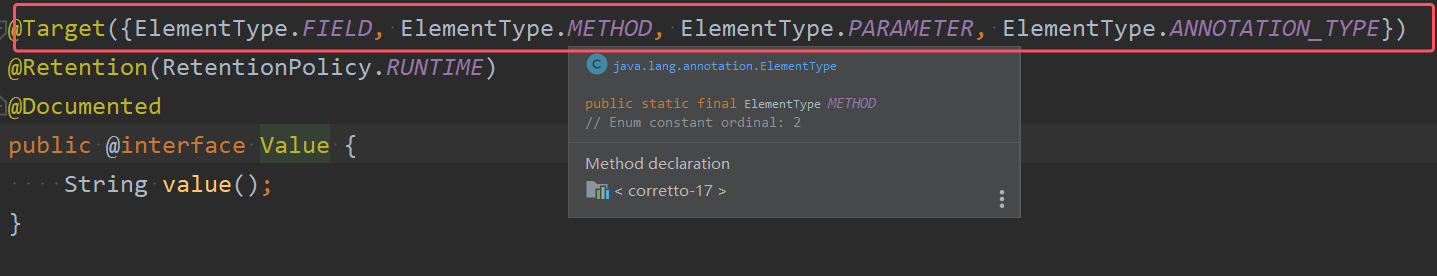 @Target({ElementType.FIELD, ElementType.METHOD, ElementType.PARAMETER, ElementType.ANNOTATION_TYPE})
@Retention(RetentionPolicy.RUNTIME)
@Documented
public @interface Value {
String value();
}
C java.lang.annotation.ElementType
public static final ElementType METHOD
// Enum constant ordinal: 2
Method declaration
< corretto-17 >